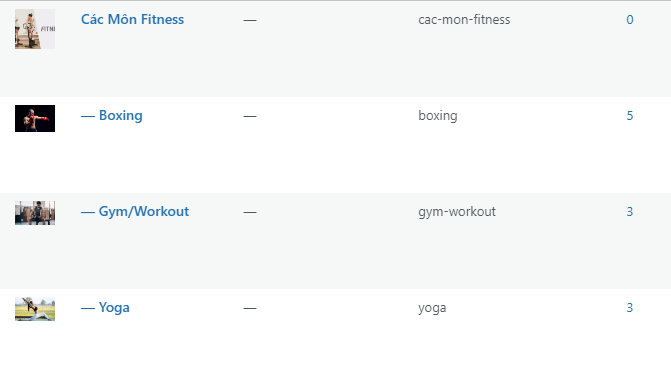 Các Môn Fitness — cac-mon-fitness 0
— Boxing — boxing 5
— Gym/Workout — gym-workout 3
— Yoga — yoga 3